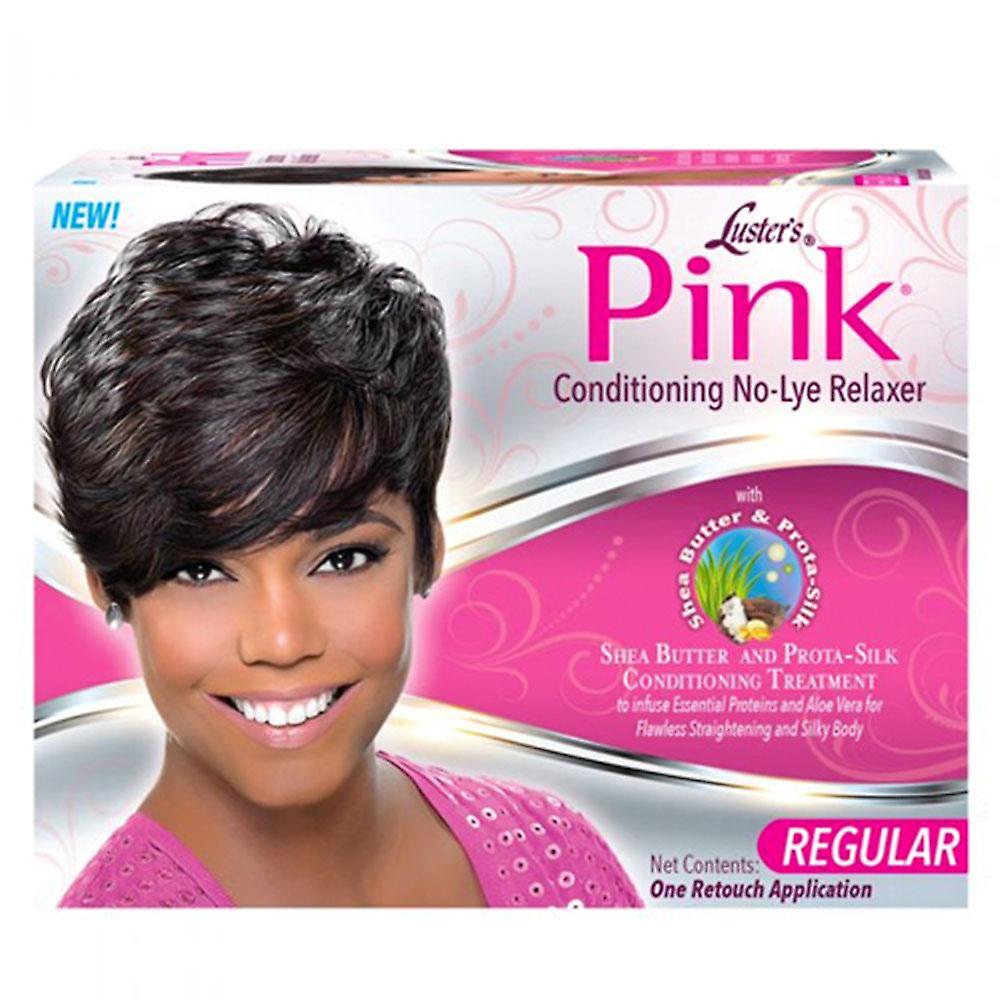 NEW!
Luster's®
Pink®
Conditioning No-Lye Relaxer
with
Shea Butter & Prota-Silk
SHEA BUTTER AND PROTA-SILK
CONDITIONING TREATMENT
to infuse Essential Proteins and Aloe Vera for
Flawless Straightening and Silky Body
REGULAR
Net Contents:
One Retouch Application